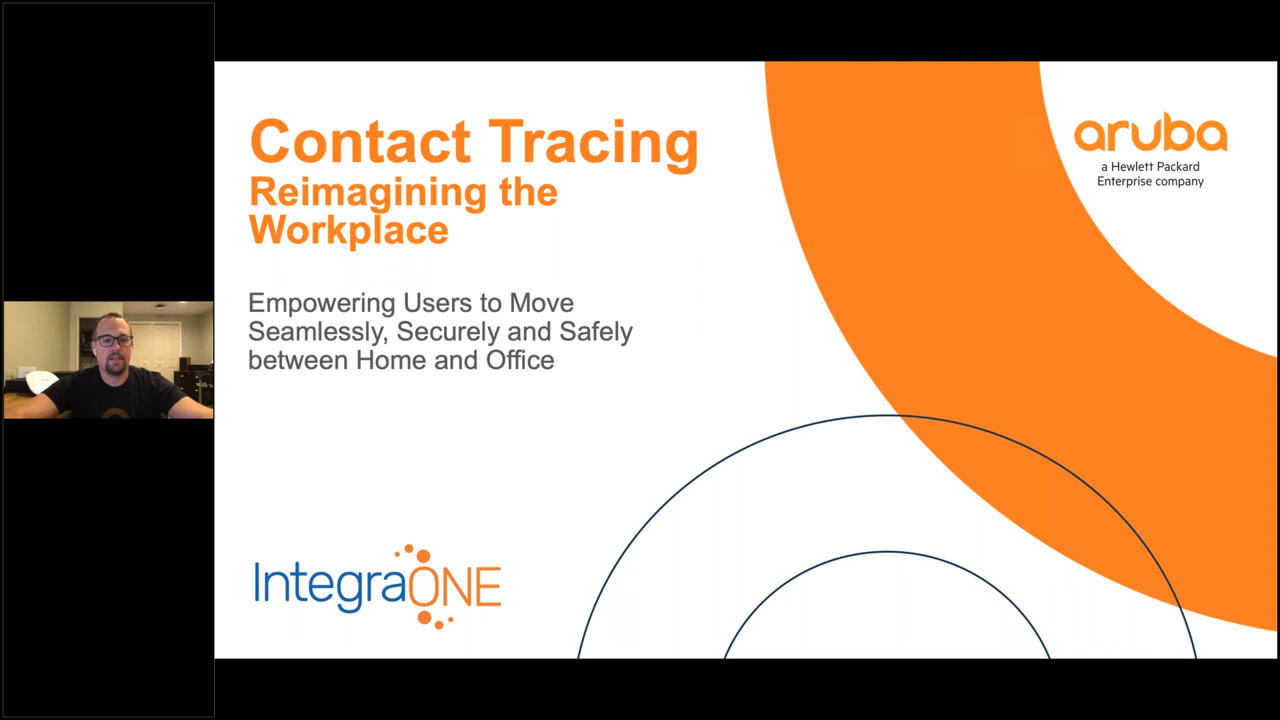 Contact Tracing
Reimagining the
Workplace
Empowering Users to Move
Seamlessly, Securely and Safely
between Home and Office
aruba
a Hewlett Packard
Enterprise company
IntegraONE